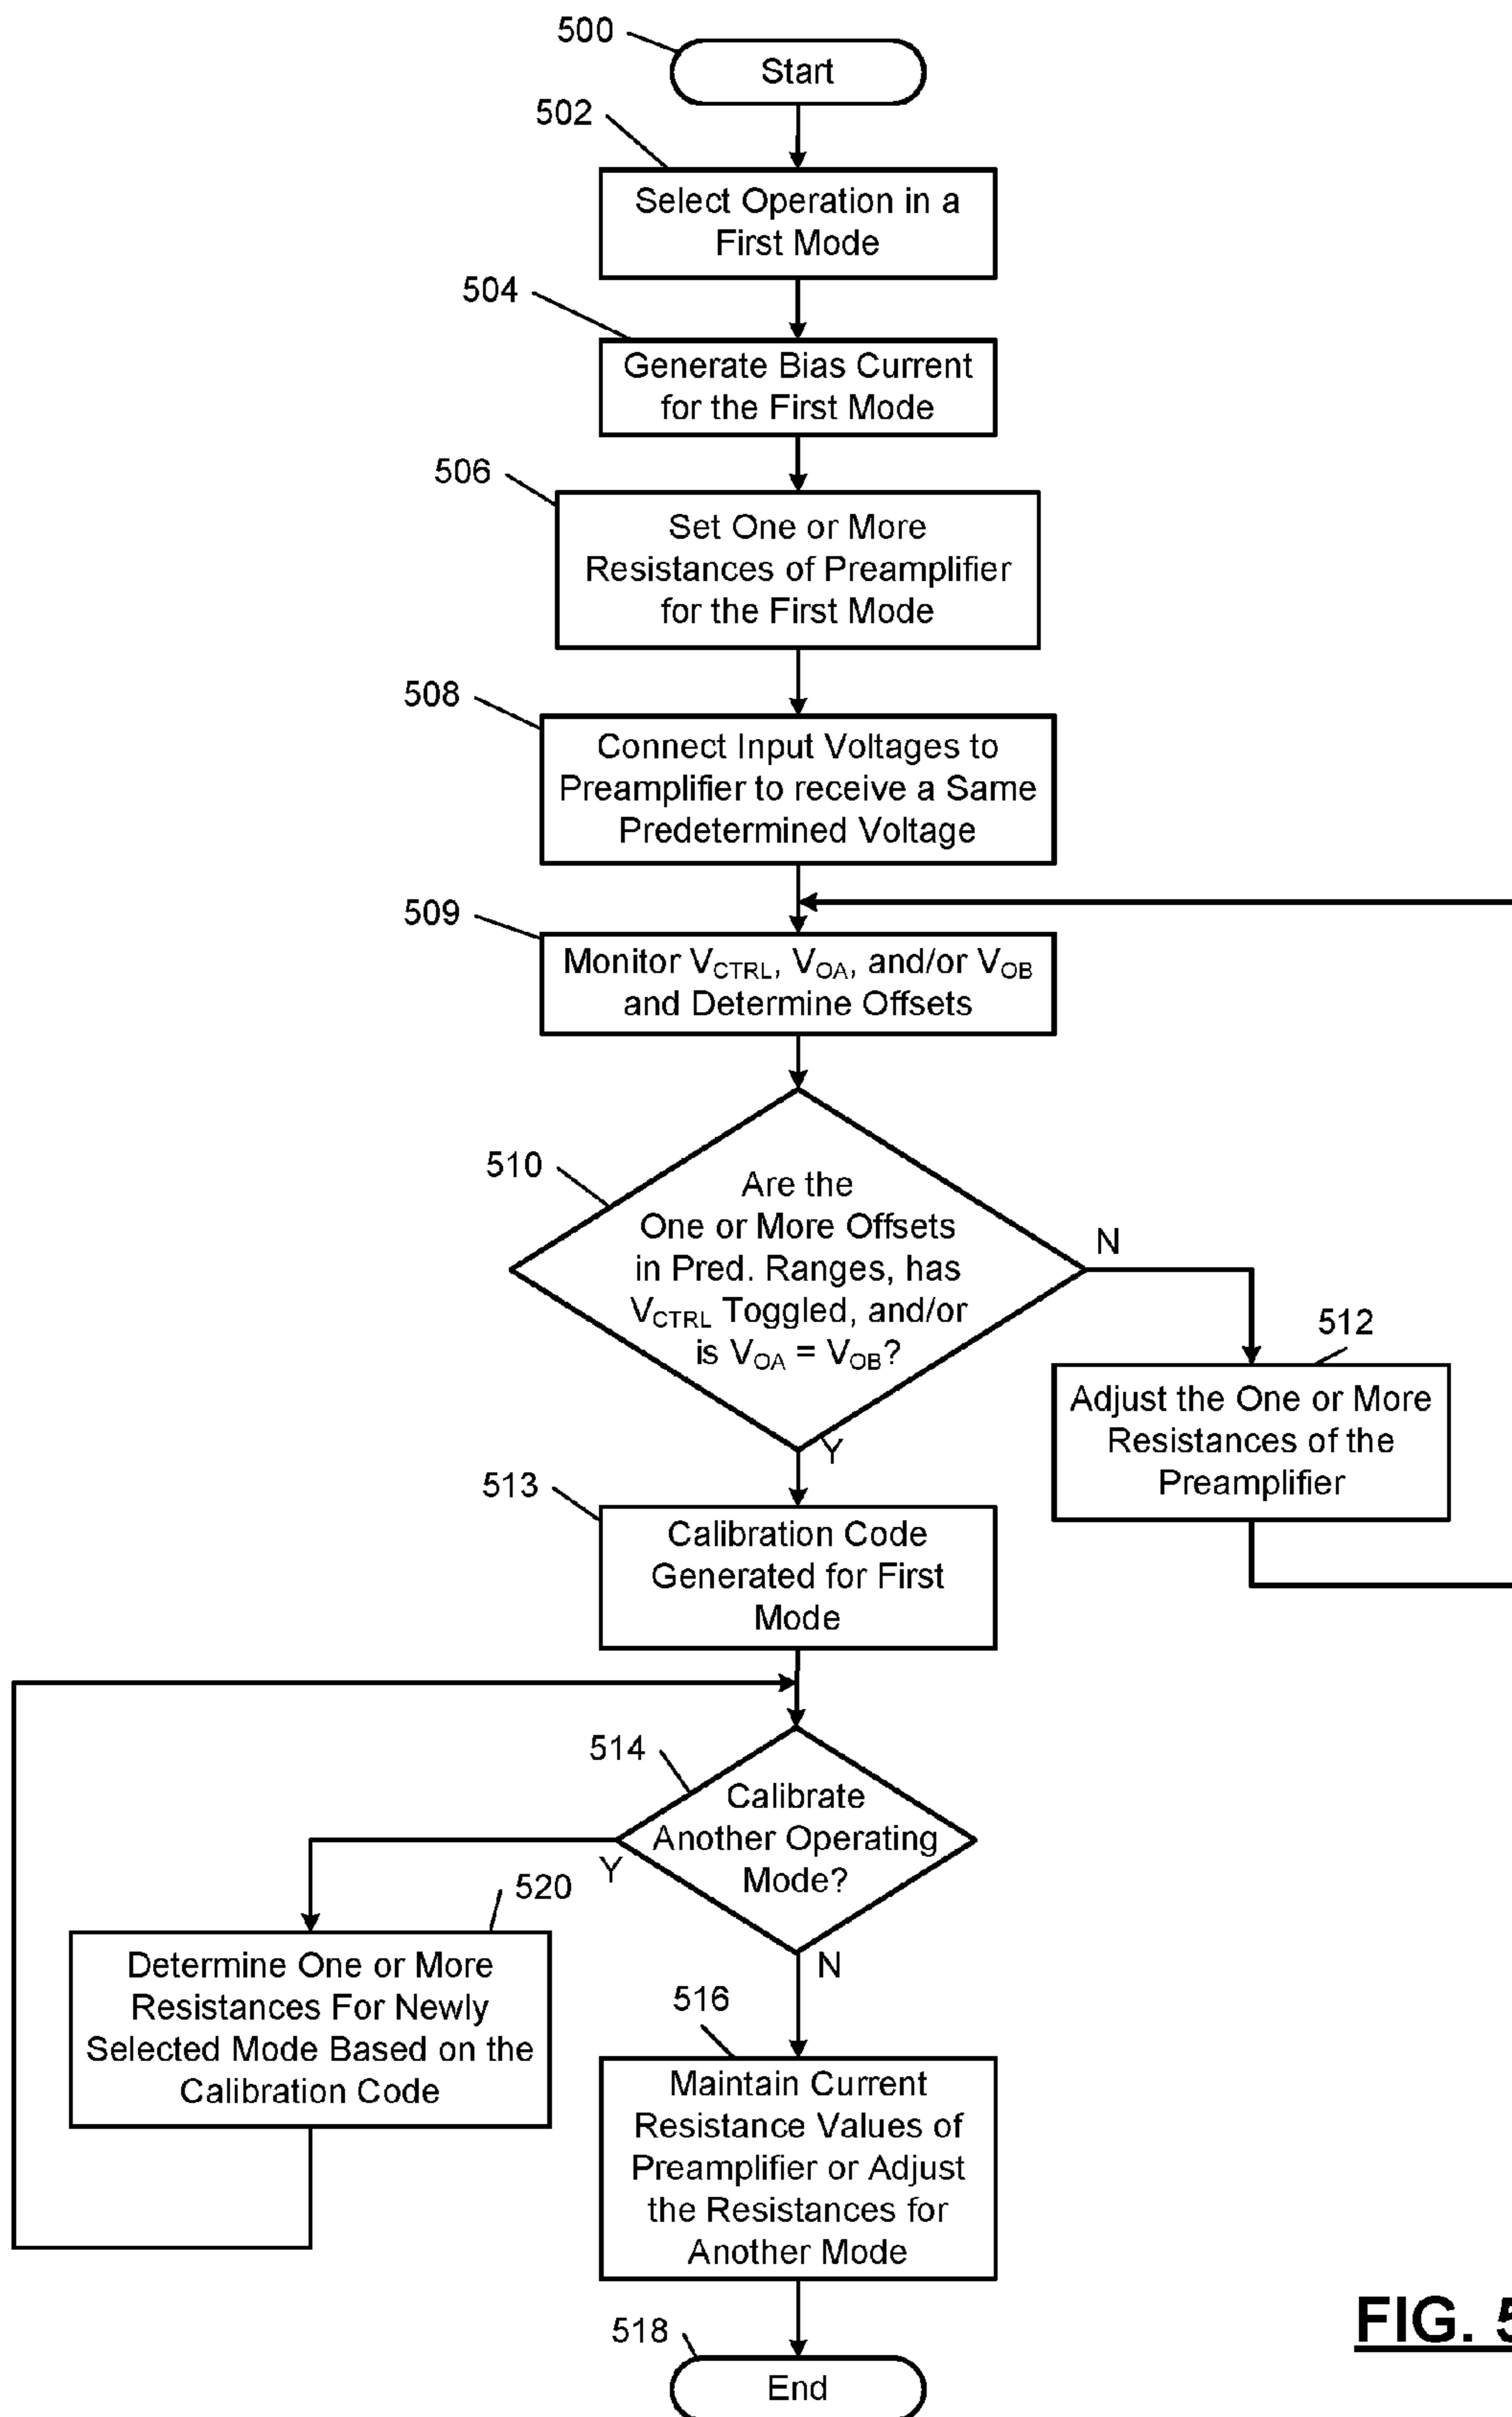 500
Start
502
Select Operation in a
First Mode
504
Generate Bias Current
for the First Mode
506
Set One or More
Resistances of Preamplifier
for the First Mode
508
Connect Input Voltages to
Preamplifier to receive a Same
Predetermined Voltage
509
Monitor VCTRL, VOA, and/or VOB
and Determine Offsets
510
Are the
One or More Offsets
in Pred. Ranges, has
VCTRL Toggled, and/or
is VOA = VOB?
N
Y
512
Adjust the One or More
Resistances of the
Preamplifier
513
Calibration Code
Generated for First
Mode
514
Calibrate
Another Operating
Mode?
Y
N
520
Determine One or More
Resistances For Newly
Selected Mode Based on the
Calibration Code
516
Maintain Current
Resistance Values of
Preamplifier or Adjust
the Resistances for
Another Mode
518
End
FIG. 5